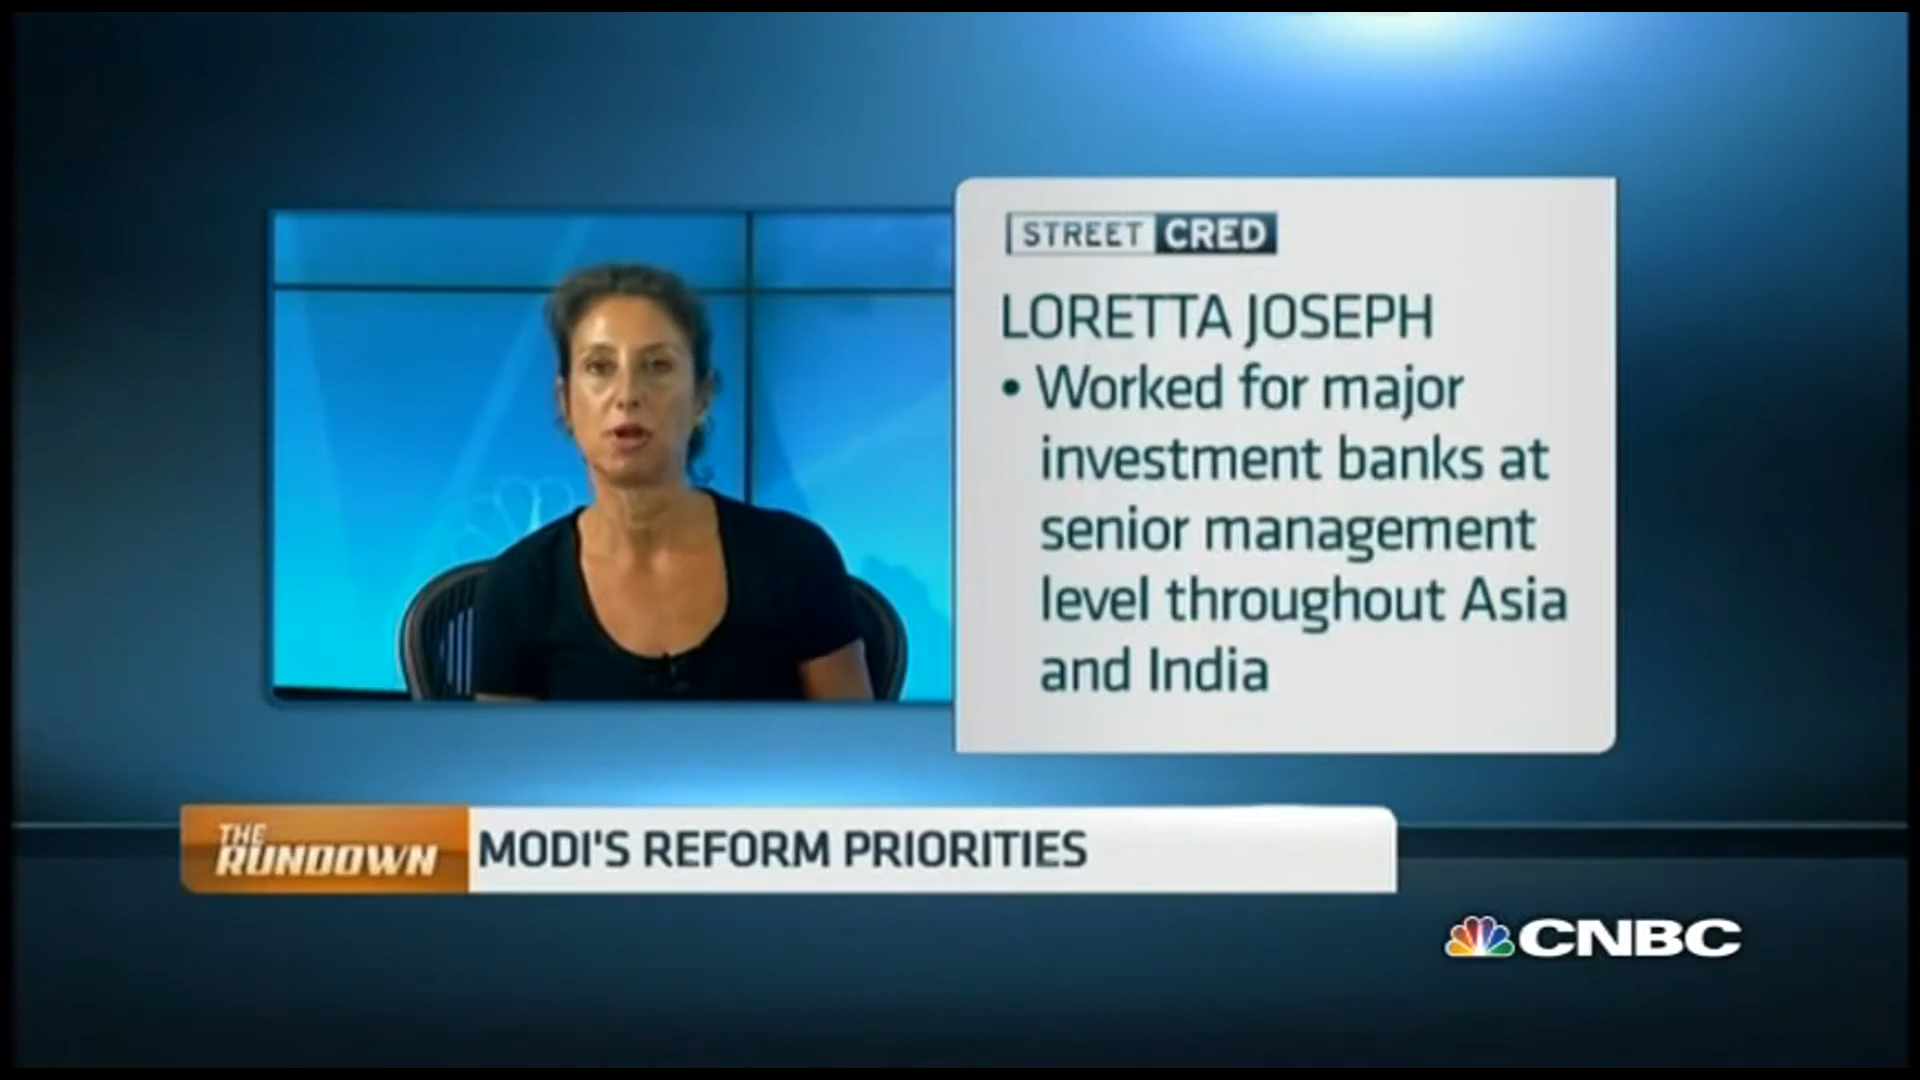 STREET CRED
LORETTA JOSEPH
• Worked for major
investment banks at
senior management
level throughout Asia
and India
THE
RUNDOWN
MODI'S REFORM PRIORITIES
CNBC